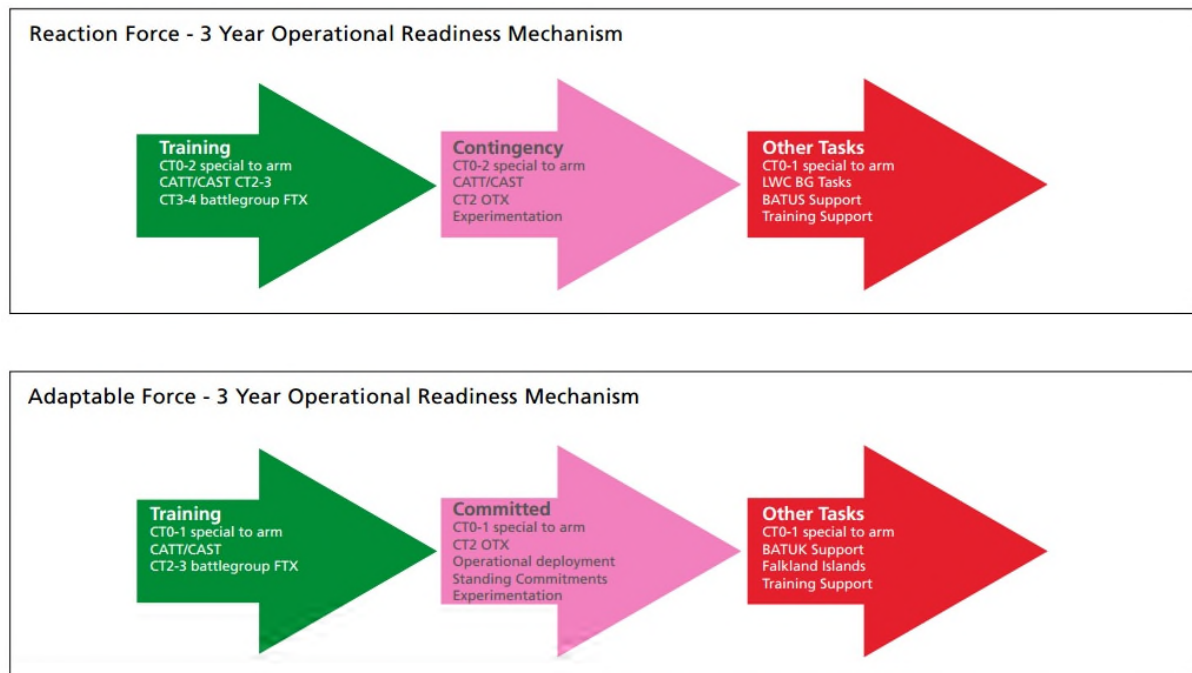 Reaction Force - 3 Year Operational Readiness Mechanism
Training
CT0-2 special to arm
CATT/CAST CT2-3
CT3-4 battlegroup FTX
Contingency
CT0-2 special to arm
CATT/CAST
CT2 OTX
Experimentation
Other Tasks
CT0-1 special to arm
LWC BG Tasks
BATUS Support
Training Support
Adaptable Force - 3 Year Operational Readiness Mechanism
Training
CT0-1 special to arm
CATT/CAST
CT2-3 battlegroup FTX
Committed
CT0-1 special to arm
CT2 OTX
Operational deployment
Standing Commitments
Experimentation
Other Tasks
CT0-1 special to arm
BATUK Support
Falkland Islands
Training Support